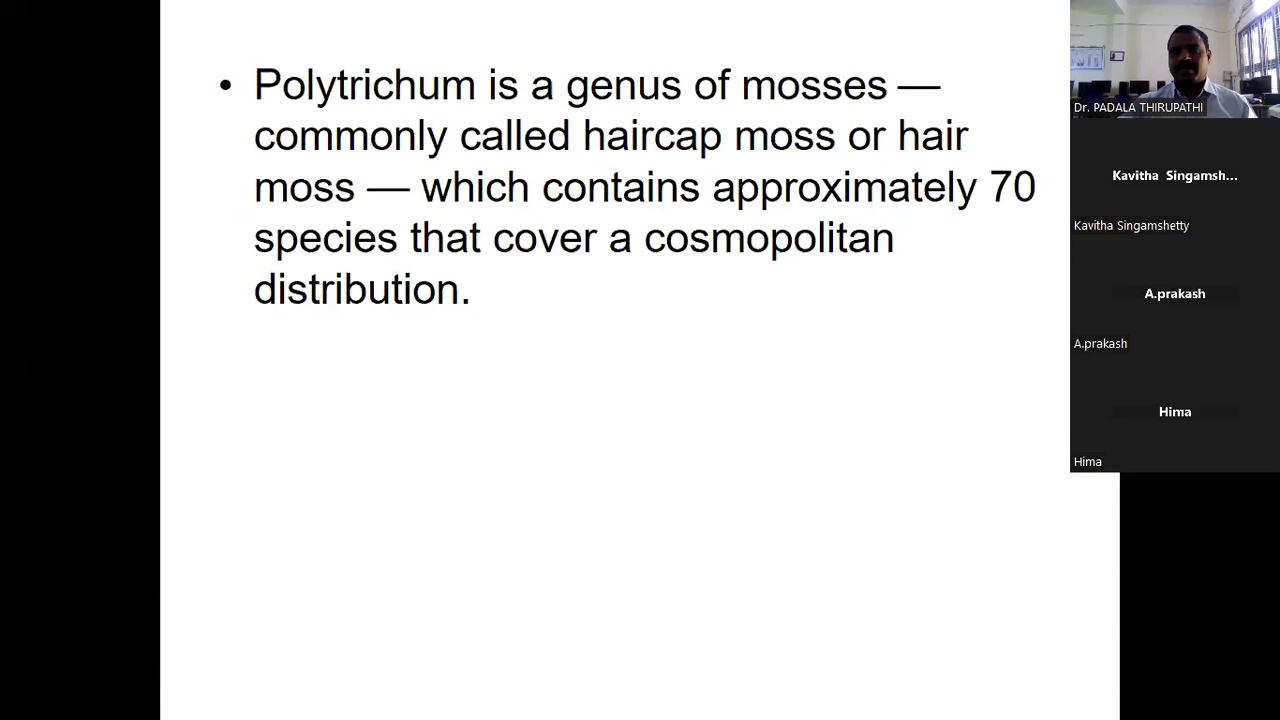 • Polytrichum is a genus of mosses —
commonly called haircap moss or hair
moss — which contains approximately 70
species that cover a cosmopolitan
distribution.
Dr. PADALA THIRUPATHI
Kavitha Singamsh...
Kavitha Singamshetty
A.prakash
A.prakash
Hima
Hima